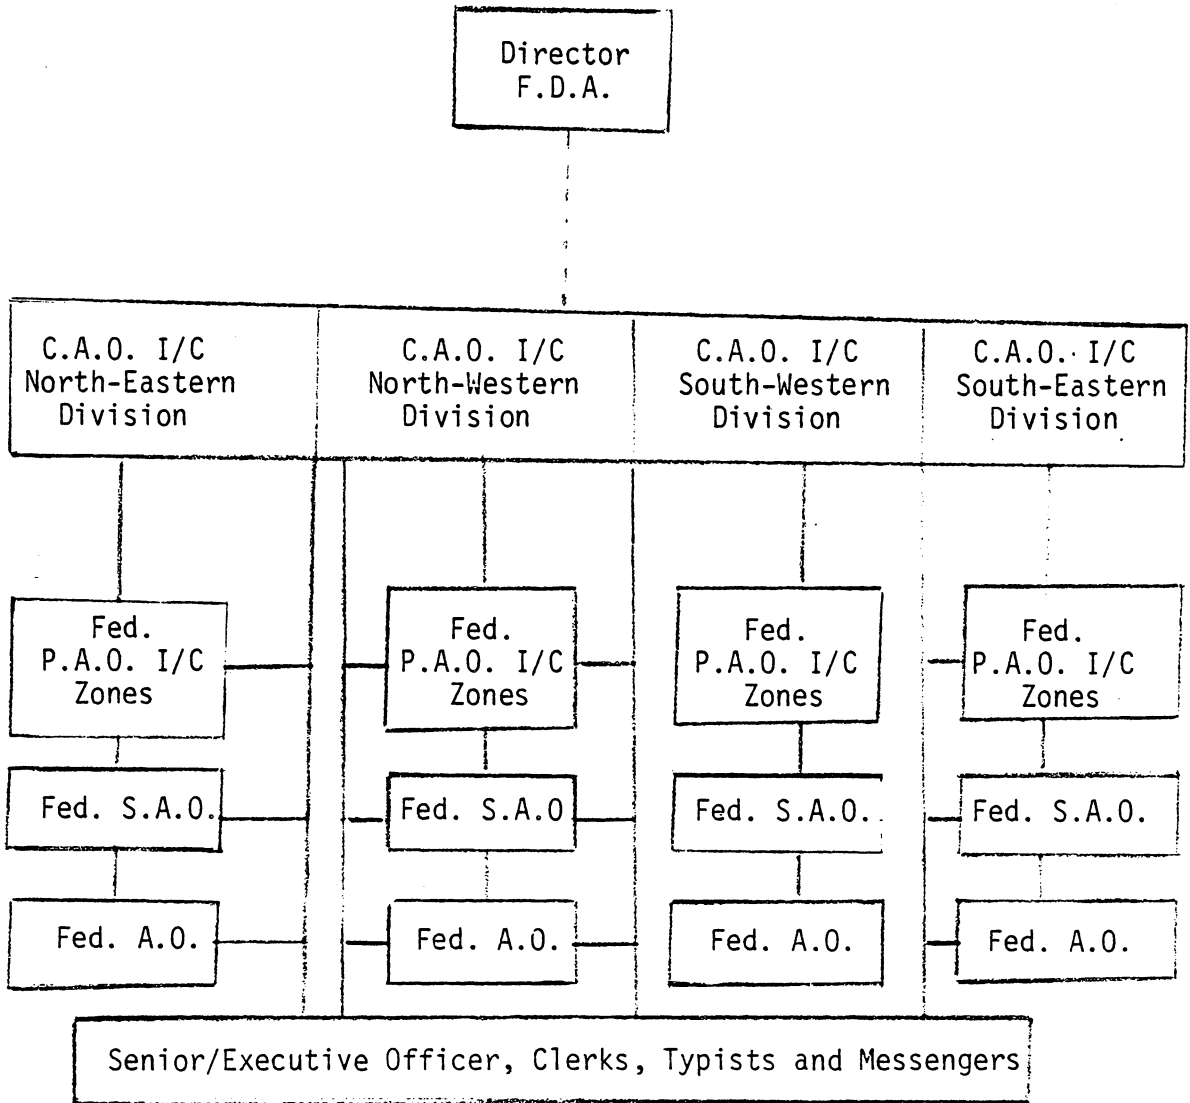 Director
F.D.A.
C.A.O. I/C
North-Eastern
Division
C.A.O. I/C
North-Western
Division
C.A.O. I/C
South-Western
Division
C.A.O. I/C
South-Eastern
Division
Fed.
P.A.O. I/C
Zones
Fed.
P.A.O. I/C
Zones
Fed.
P.A.O. I/C
Zones
Fed.
P.A.O. I/C
Zones
Fed. S.A.O.
Fed. S.A.O
Fed. S.A.O.
Fed. S.A.O.
Fed. A.O.
Fed. A.O.
Fed. A.O.
Fed. A.O.
Senior/Executive Officer, Clerks, Typists and Messengers